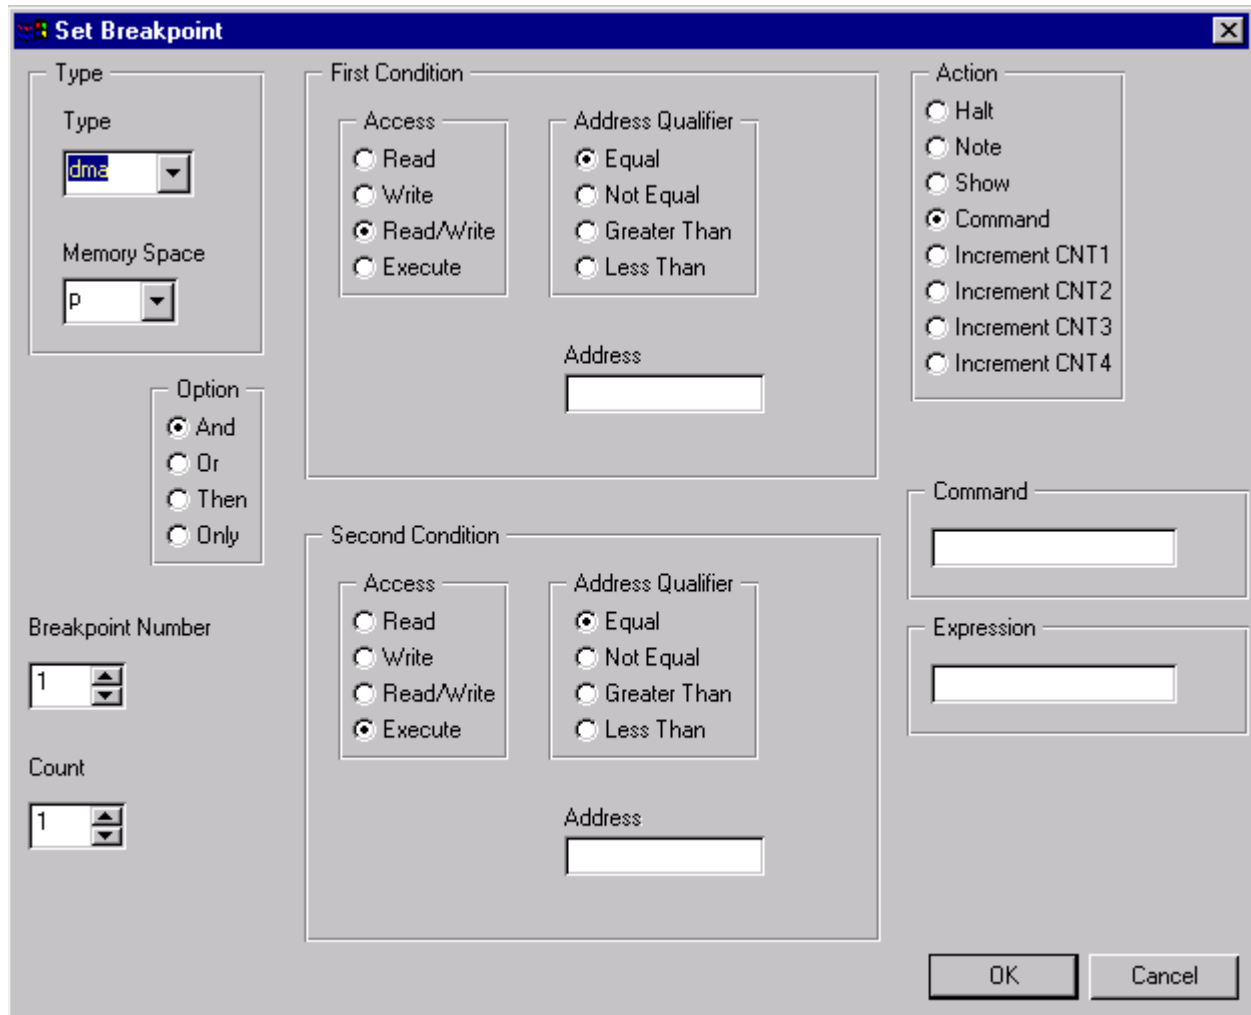 Set Breakpoint
Type
Type
dma
Memory Space
p
Option
And
Or
Then
Only
Breakpoint Number
1
Count
1
First Condition
Access
Read
Write
Read/Write
Execute
Address Qualifier
Equal
Not Equal
Greater Than
Less Than
Address
Second Condition
Access
Read
Write
Read/Write
Execute
Address Qualifier
Equal
Not Equal
Greater Than
Less Than
Address
Action
Halt
Note
Show
Command
Increment CNT1
Increment CNT2
Increment CNT3
Increment CNT4
Command
Expression
OK
Cancel